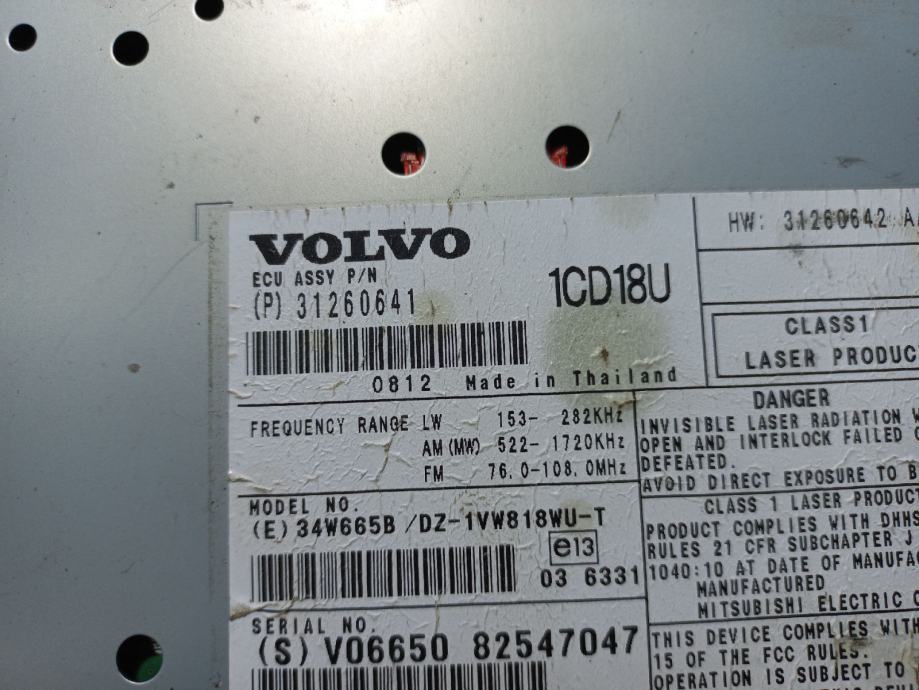 VOLVO
ECU ASSY P/N
(P) 31260641
1CD18U
0812 Made in Thailand
HW: 31260642 A
CLASS1
LASER PRODUC
FREQUENCY RANGE LW 153- 282KHz
AM (MW) 522- 1720KHz
FM 76.0-108.0MHz
DANGER
INVISIBLE LASER RADIATION W
OPEN AND INTERLOCK FAILED O
DEFEATED.
AVOID DIRECT EXPOSURE TO B
MODEL NO.
(E) 34W665B /DZ-1VW818WU-T
e13
03 6331
CLASS 1 LASER PRODUC
PRODUCT COMPLIES WITH DHHS
RULES 21 CFR SUBCHAPTER J
1040:10 AT DATE OF MANUFAC
MANUFACTURED
MITSUBISHI ELECTRIC C
SERIAL NO.
(S) V06650 82547047
THIS DEVICE COMPLIES WITH
15 OF THE FCC RULES.
OPERATION IS SUBJECT TO